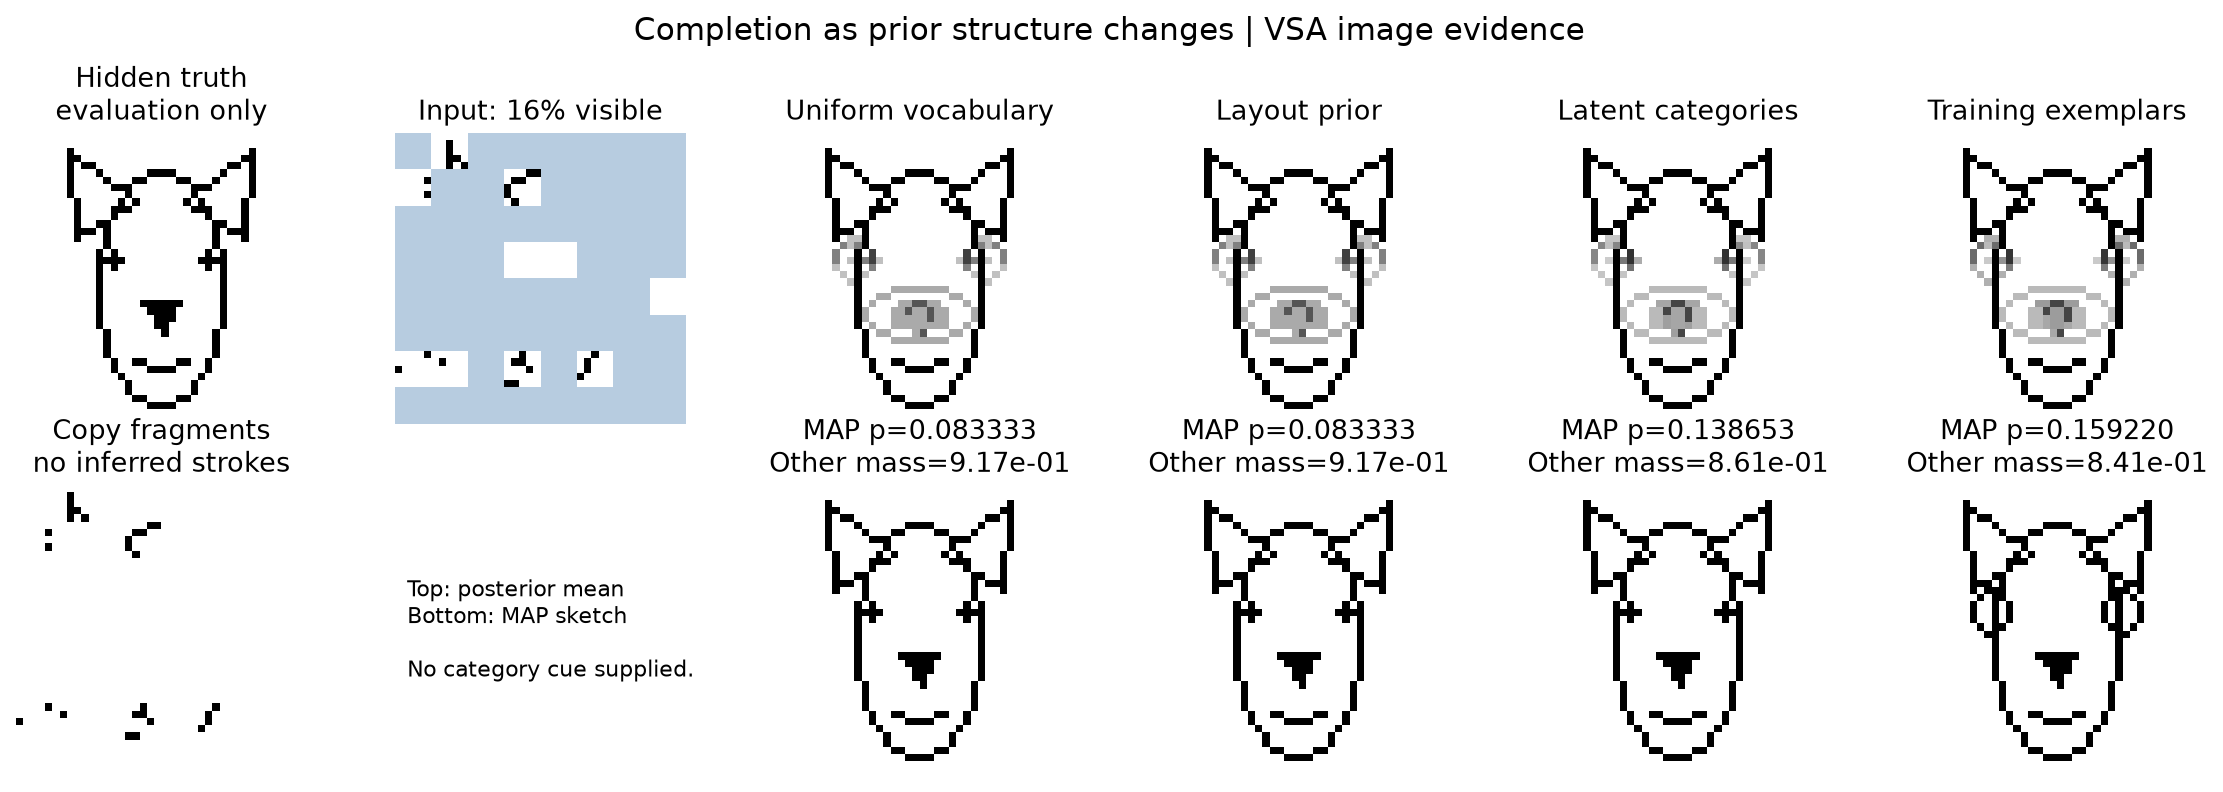 Completion as prior structure changes | VSA image evidence
Hidden truth
evaluation only
Input: 16% visible
Uniform vocabulary
Layout prior
Latent categories
Training exemplars
Copy fragments
no inferred strokes
MAP p=0.083333
Other mass=9.17e-01
MAP p=0.083333
Other mass=9.17e-01
MAP p=0.138653
Other mass=8.61e-01
MAP p=0.159220
Other mass=8.41e-01
Top: posterior mean
Bottom: MAP sketch
No category cue supplied.